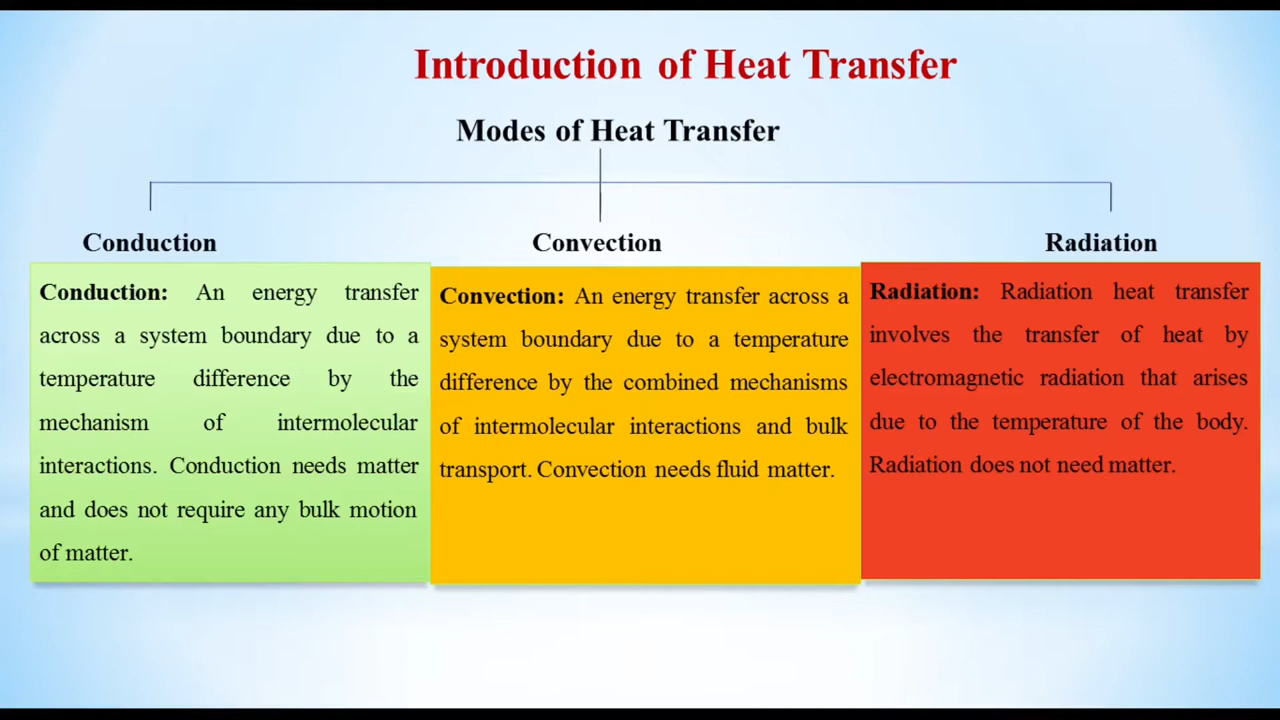 Introduction of Heat Transfer
Modes of Heat Transfer
Conduction
Convection
Radiation
Conduction: An energy transfer
across a system boundary due to a
temperature difference by the
mechanism of intermolecular
interactions. Conduction needs matter
and does not require any bulk motion
of matter.
Convection: An energy transfer across a
system boundary due to a temperature
difference by the combined mechanisms
of intermolecular interactions and bulk
transport. Convection needs fluid matter.
Radiation: Radiation heat transfer
involves the transfer of heat by
electromagnetic radiation that arises
due to the temperature of the body.
Radiation does not need matter.